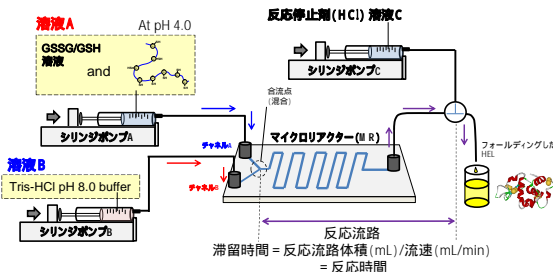 溶液A
At pH 4.0
GSSG/GSH
溶液
and
シリンジポンプA
溶液B
Tris-HCl pH 8.0 buffer
シリンジポンプB
反応停止剤(HCl) 溶液C
シリンジポンプC
合流点
(混合)
マイクロリアクター(MR)
チャネルA
チャネルB
フォールディングした
HEL
反応流路
滞留時間 = 反応流路体積(mL)/流速(mL/min)
= 反応時間